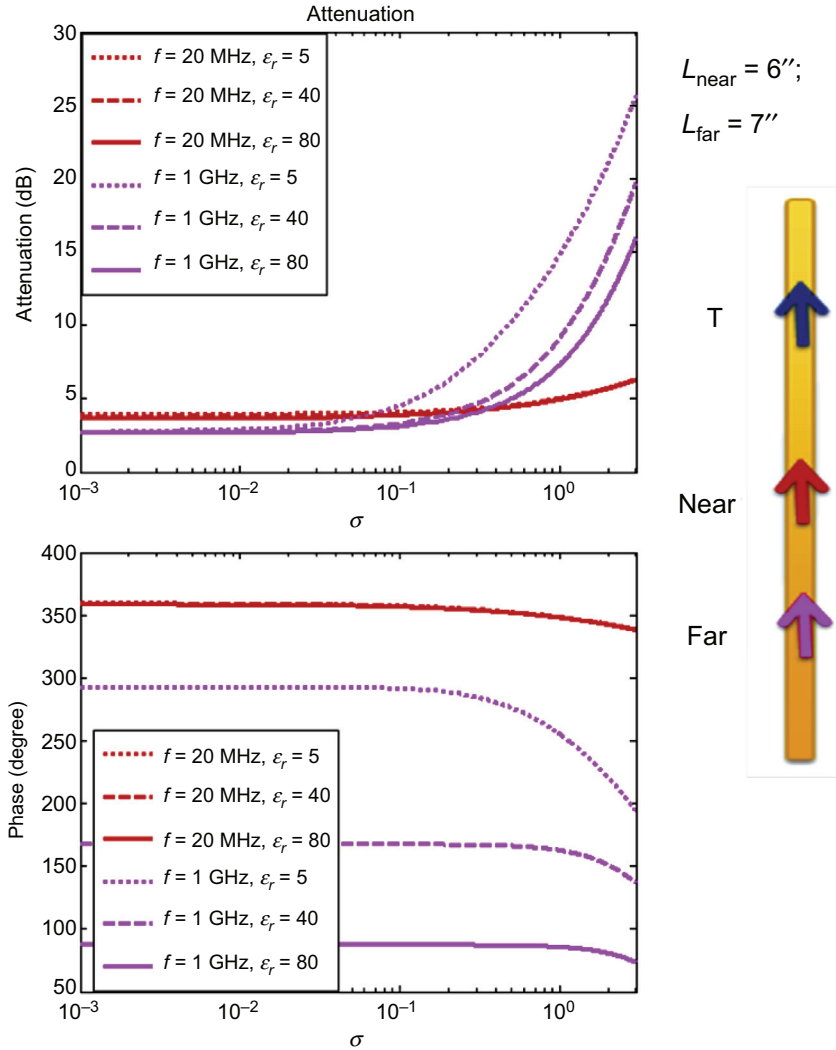 Attenuation
30
25
20
15
10
5
0
Attenuation (dB)
f = 20 MHz, εr = 5
f = 20 MHz, εr = 40
f = 20 MHz, εr = 80
f = 1 GHz, εr = 5
f = 1 GHz, εr = 40
f = 1 GHz, εr = 80
10⁻³
10⁻²
10⁻¹
10⁰
σ
Lnear = 6″;
Lfar = 7″
T
Near
Far
400
350
300
250
200
150
100
50
Phase (degree)
f = 20 MHz, εr = 5
f = 20 MHz, εr = 40
f = 20 MHz, εr = 80
f = 1 GHz, εr = 5
f = 1 GHz, εr = 40
f = 1 GHz, εr = 80
10⁻³
10⁻²
10⁻¹
10⁰
σ